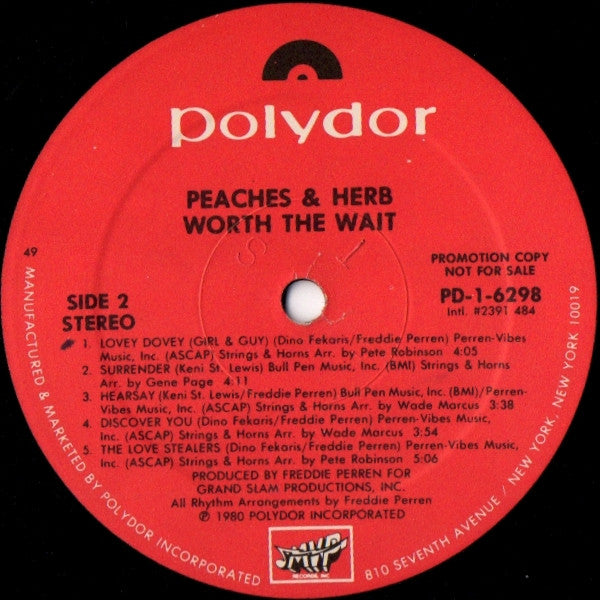 polydor
PEACHES & HERB
WORTH THE WAIT
49
PROMOTION COPY
NOT FOR SALE
SIDE 2
STEREO
PD-1-6298
Intl. #2391 484
1. LOVEY DOVEY (GIRL & GUY) (Dino Fekaris/Freddie Perren) Perren-Vibes
Music, Inc. (ASCAP) Strings & Horns Arr. by Pete Robinson 4:05
2. SURRENDER (Keni St. Lewis) Bull Pen Music, Inc. (BMI) Strings & Horns
Arr. by Gene Page 4:11
3. HEARSAY (Keni St. Lewis/Freddie Perren) Bull Pen Music, Inc. (BMI)/Perren-
Vibes Music, Inc. (ASCAP) Strings & Horns Arr. by Wade Marcus 3:38
4. DISCOVER YOU (Dino Fekaris/Freddie Perren) Perren-Vibes Music,
Inc. (ASCAP) Strings & Horns Arr. by Wade Marcus 3:54
5. THE LOVE STEALERS (Dino Fekaris/Freddie Perren) Perren-Vibes Music,
Inc. (ASCAP) Strings & Horns Arr. by Pete Robinson 5:06
PRODUCED BY FREDDIE PERREN FOR
GRAND SLAM PRODUCTIONS, INC.
All Rhythm Arrangements by Freddie Perren
℗ 1980 POLYDOR INCORPORATED
MVP
RECORDS, INC
MANUFACTURED & MARKETED BY POLYDOR INCORPORATED
810 SEVENTH AVENUE / NEW YORK, NEW YORK 10019